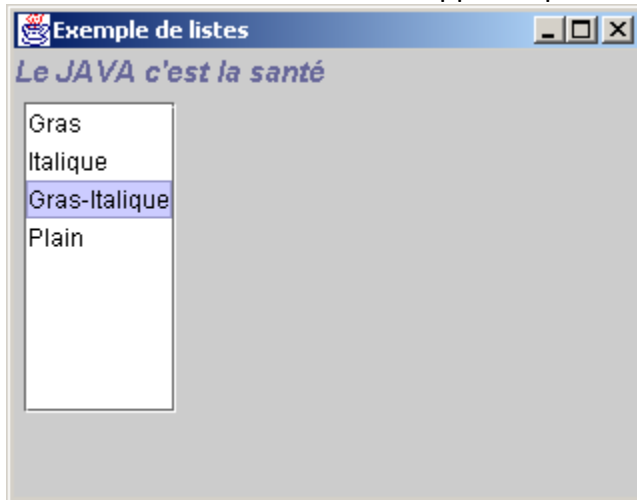 Exemple de listes
Le JAVA c'est la santé
Gras
Italique
Gras-Italique
Plain